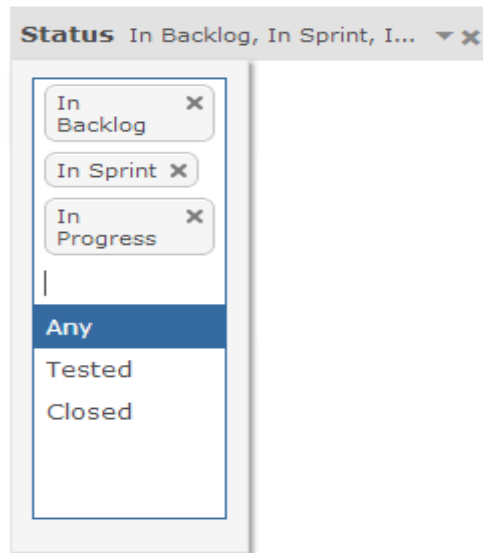 Status In Backlog, In Sprint, I...
In
Backlog
In Sprint
In
Progress
Any
Tested
Closed